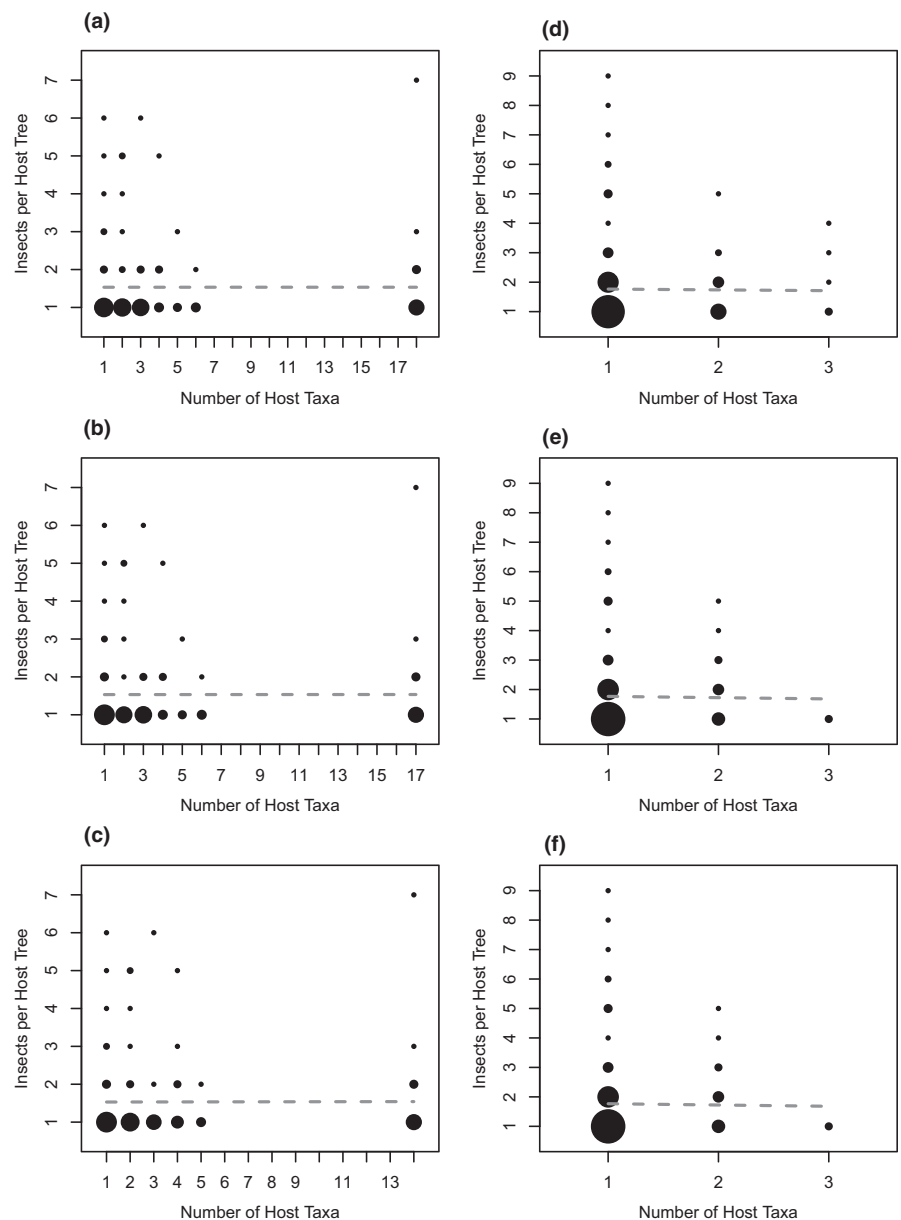 (a)
Insects per Host Tree
7
6
5
4
3
2
1
1 3 5 7 9 11 13 15 17
Number of Host Taxa
(d)
Insects per Host Tree
9
8
7
6
5
4
3
2
1
1 2 3
Number of Host Taxa
(b)
Insects per Host Tree
7
6
5
4
3
2
1
1 3 5 7 9 11 13 15 17
Number of Host Taxa
(e)
Insects per Host Tree
9
8
7
6
5
4
3
2
1
1 2 3
Number of Host Taxa
(c)
Insects per Host Tree
7
6
5
4
3
2
1
1 2 3 4 5 6 7 8 9 11 13
Number of Host Taxa
(f)
Insects per Host Tree
9
8
7
6
5
4
3
2
1
1 2 3
Number of Host Taxa